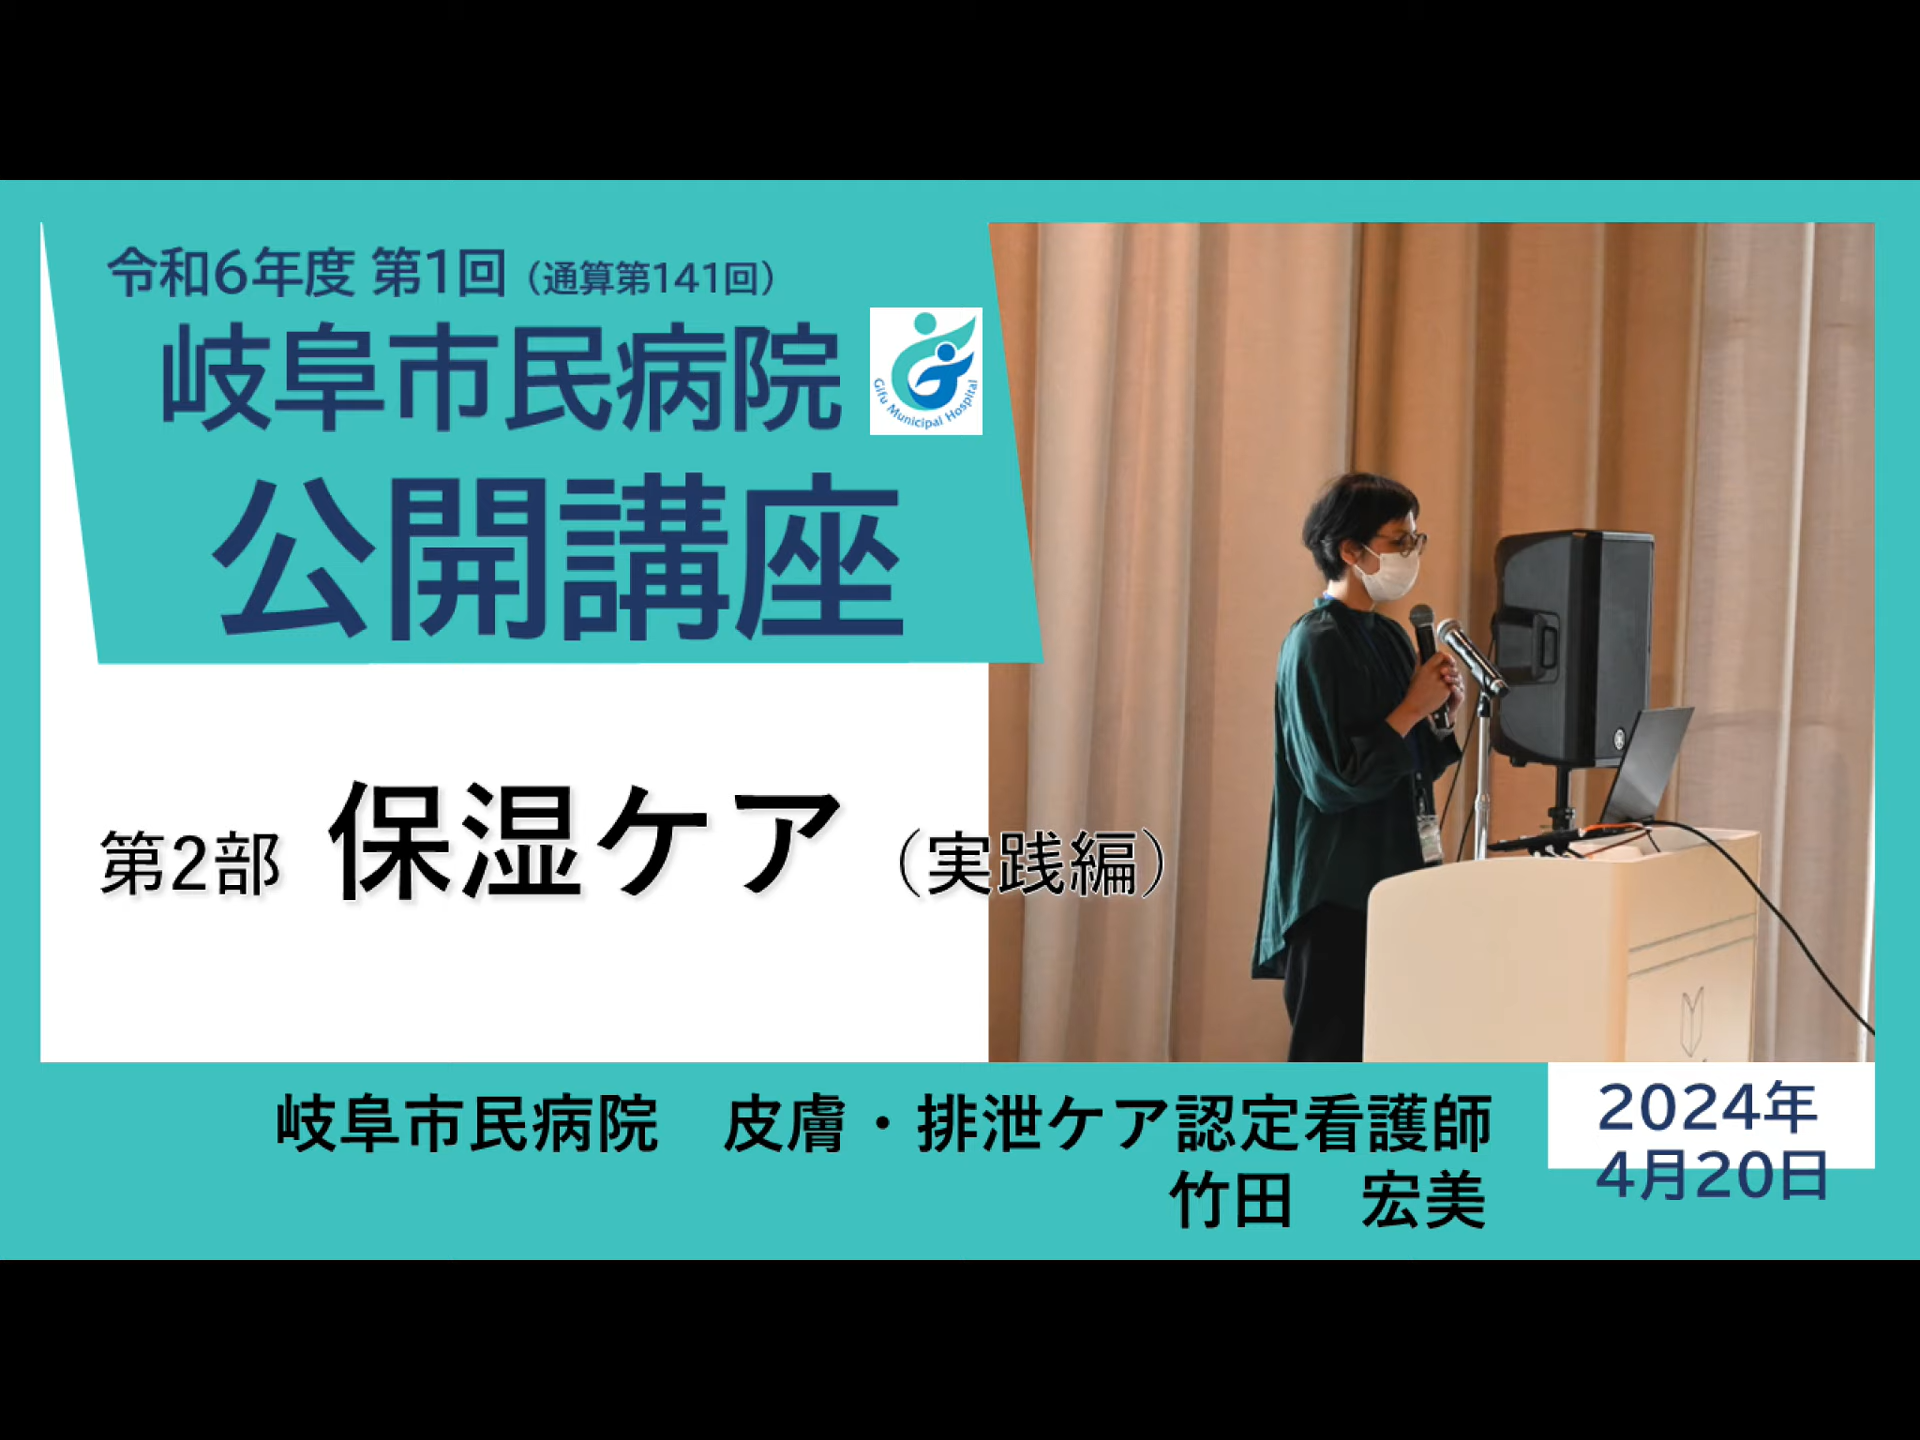 令和6年度 第1回（通算第141回）
岐阜市民病院
Gifu Municipal Hospital
公開講座
第2部 保湿ケア（実践編）
岐阜市民病院　皮膚・排泄ケア認定看護師
竹田　宏美
2024年
4月20日